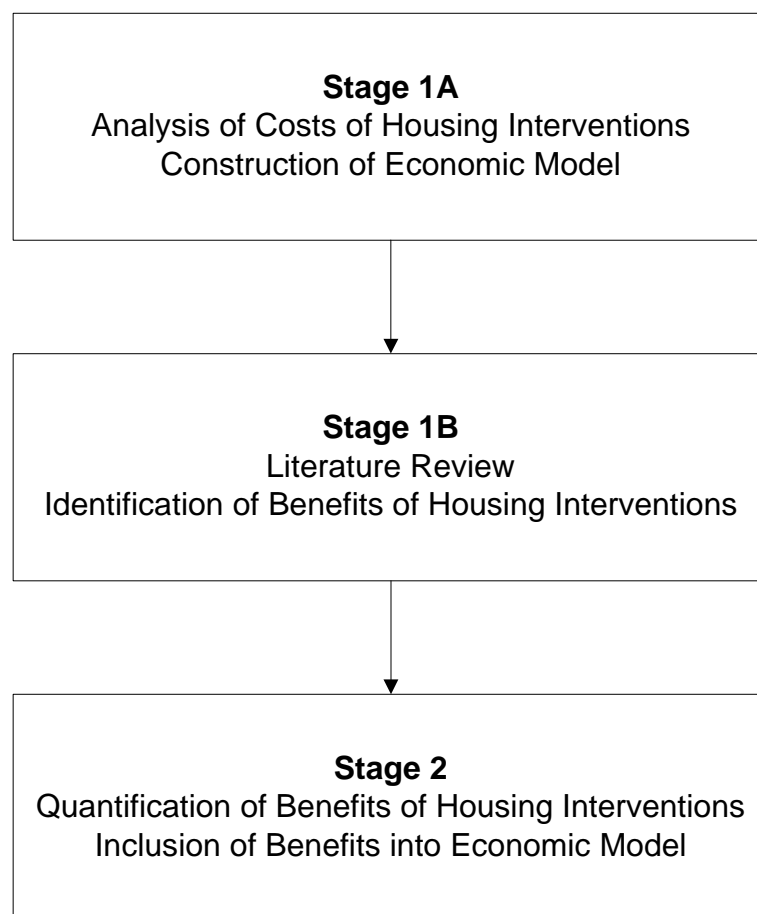 Stage 1A
Analysis of Costs of Housing Interventions
Construction of Economic Model
Stage 1B
Literature Review
Identification of Benefits of Housing Interventions
Stage 2
Quantification of Benefits of Housing Interventions
Inclusion of Benefits into Economic Model